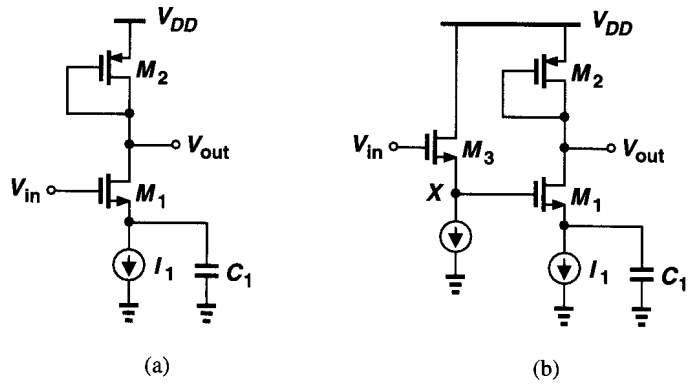 V_DD
M_2
V_out
V_in
M_1
I_1
C_1
(a)
V_DD
M_2
V_in
M_3
V_out
X
M_1
I_1
C_1
(b)